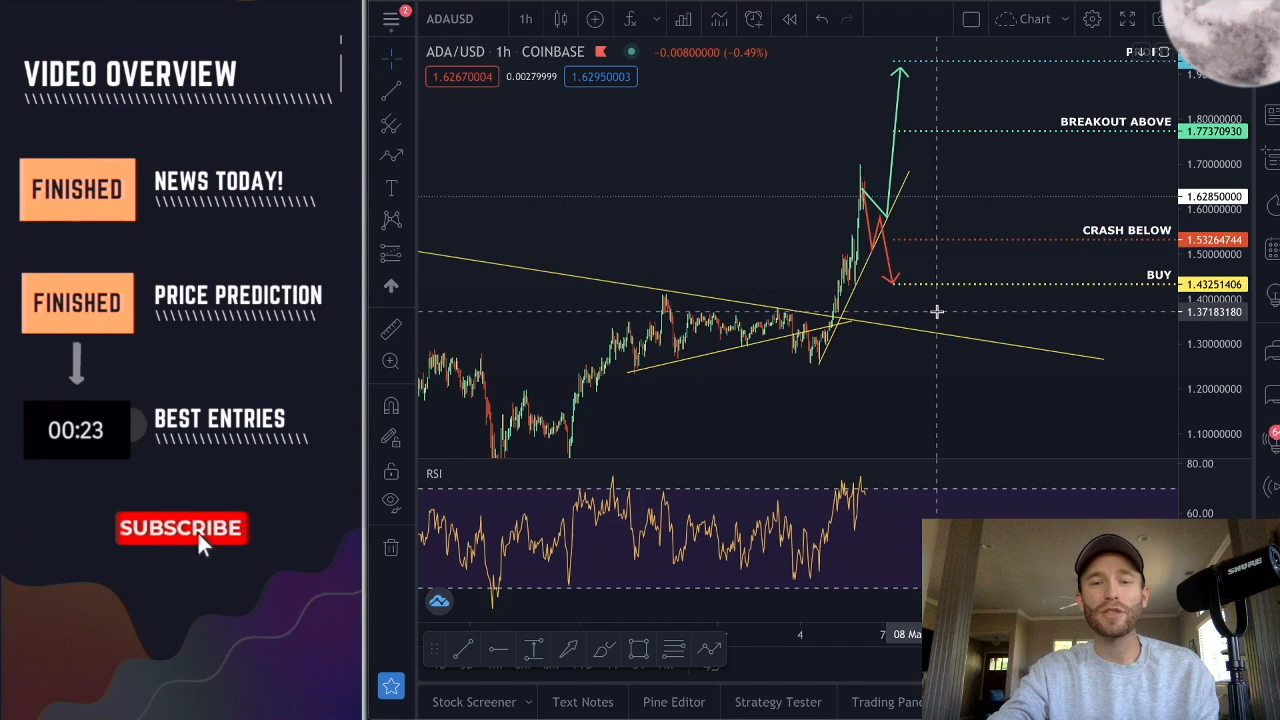 VIDEO OVERVIEW
FINISHED
NEWS TODAY!
FINISHED
PRICE PREDICTION
00:23
BEST ENTRIES
SUBSCRIBE
2
ADAUSD
1h
Chart
ADA/USD · 1h · COINBASE
-0.00800000 (-0.49%)
1.62670004
0.00279999
1.62950003
BREAKOUT ABOVE
CRASH BELOW
BUY
1.80000000
1.77370930
1.70000000
1.62850000
1.60000000
1.53264744
1.50000000
1.43251406
1.40000000
1.37183180
1.30000000
1.20000000
1.10000000
RSI
80.00
60.00
4
7
08 Ma
Stock Screener
Text Notes
Pine Editor
Strategy Tester
Trading Pane
SHURE